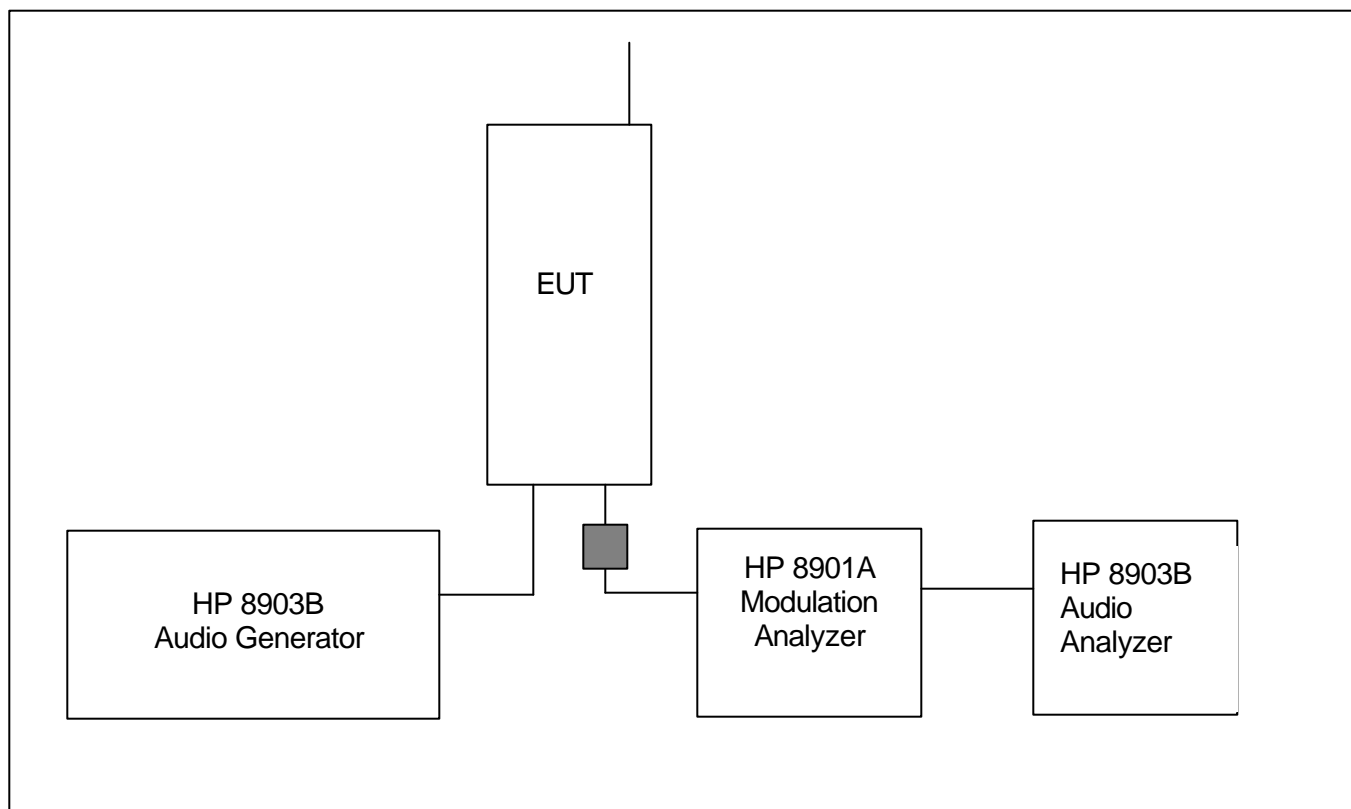 EUT
HP 8903B
Audio Generator
HP 8901A
Modulation
Analyzer
HP 8903B
Audio
Analyzer